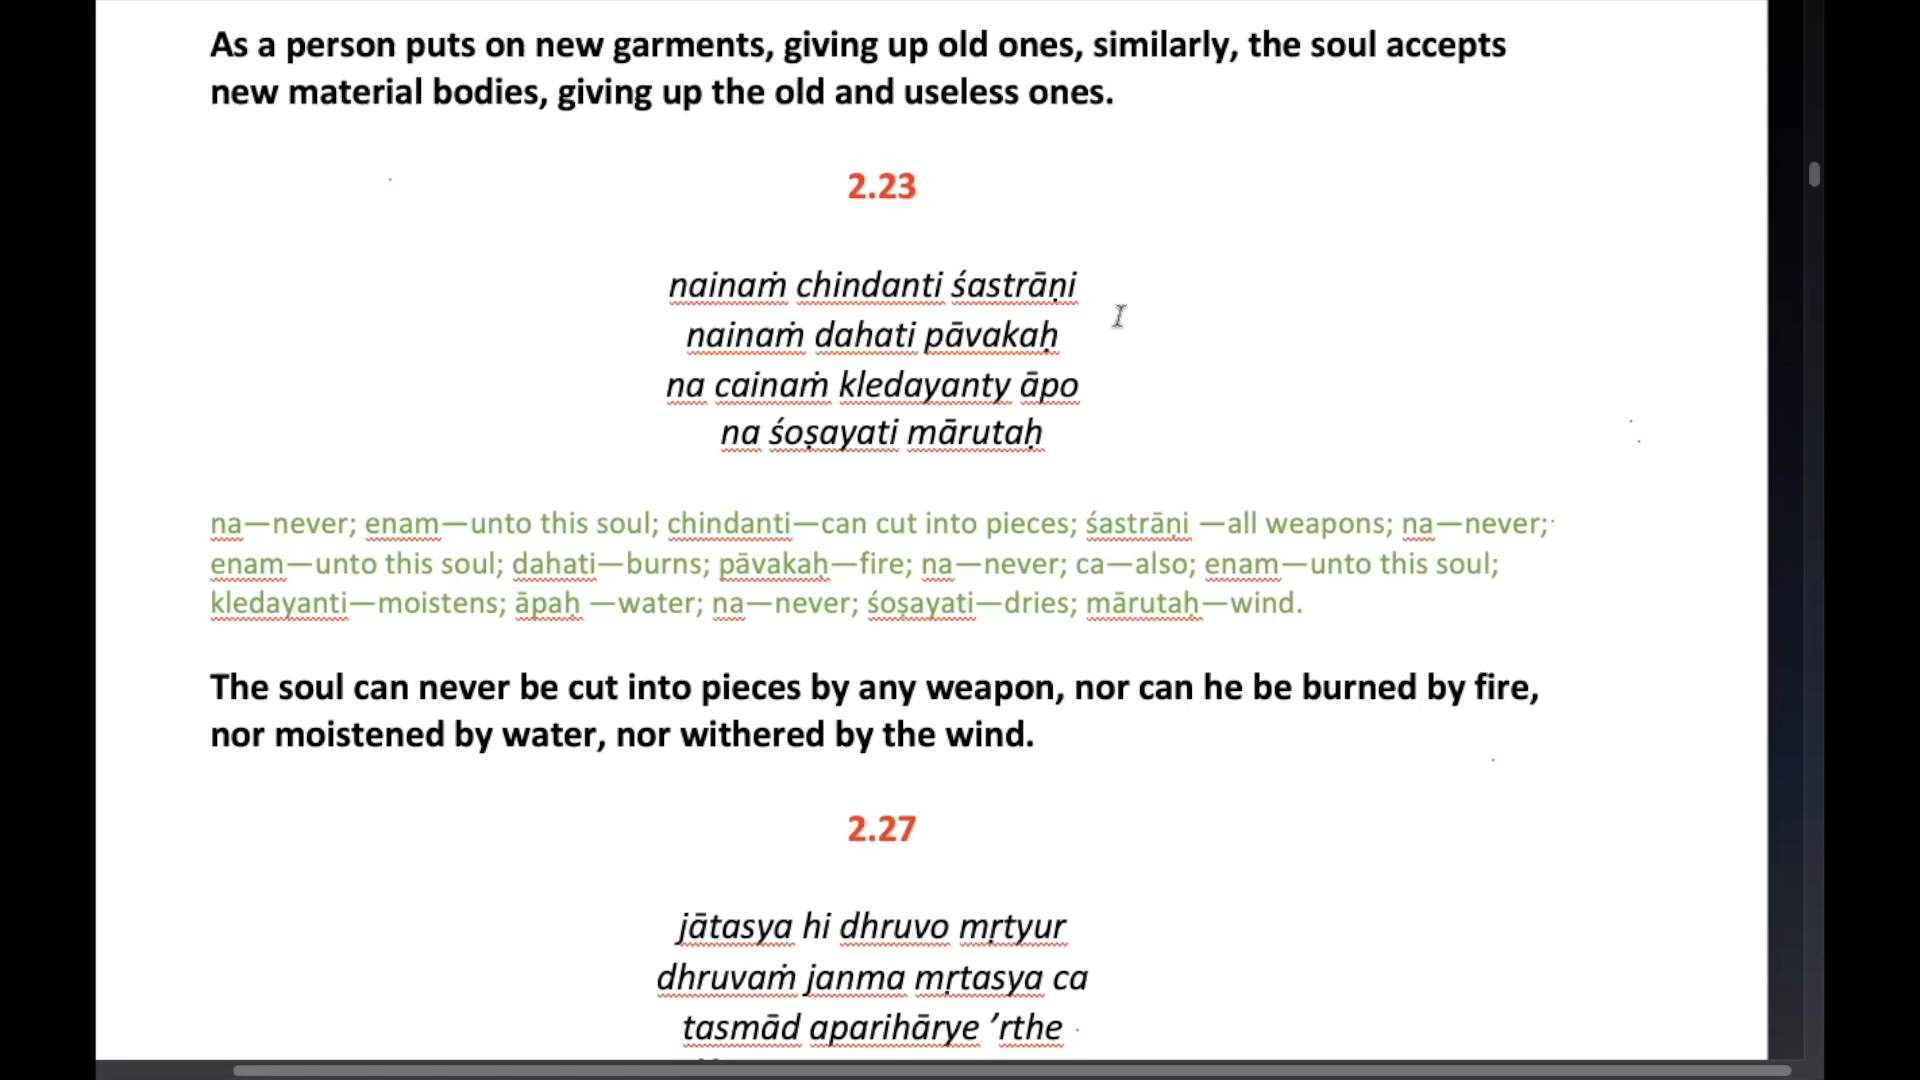 As a person puts on new garments, giving up old ones, similarly, the soul accepts
new material bodies, giving up the old and useless ones.
2.23
nainaṁ chindanti śastrāṇi
nainaṁ dahati pāvakaḥ
na cainaṁ kledayanty āpo
na śoṣayati mārutaḥ
na—never; enam—unto this soul; chindanti—can cut into pieces; śastrāṇi —all weapons; na—never;
enam—unto this soul; dahati—burns; pāvakaḥ—fire; na—never; ca—also; enam—unto this soul;
kledayanti—moistens; āpaḥ —water; na—never; śoṣayati—dries; mārutaḥ—wind.
The soul can never be cut into pieces by any weapon, nor can he be burned by fire,
nor moistened by water, nor withered by the wind.
2.27
jātasya hi dhruvo mṛtyur
dhruvaṁ janma mṛtasya ca
tasmād aparihārye ’rthe